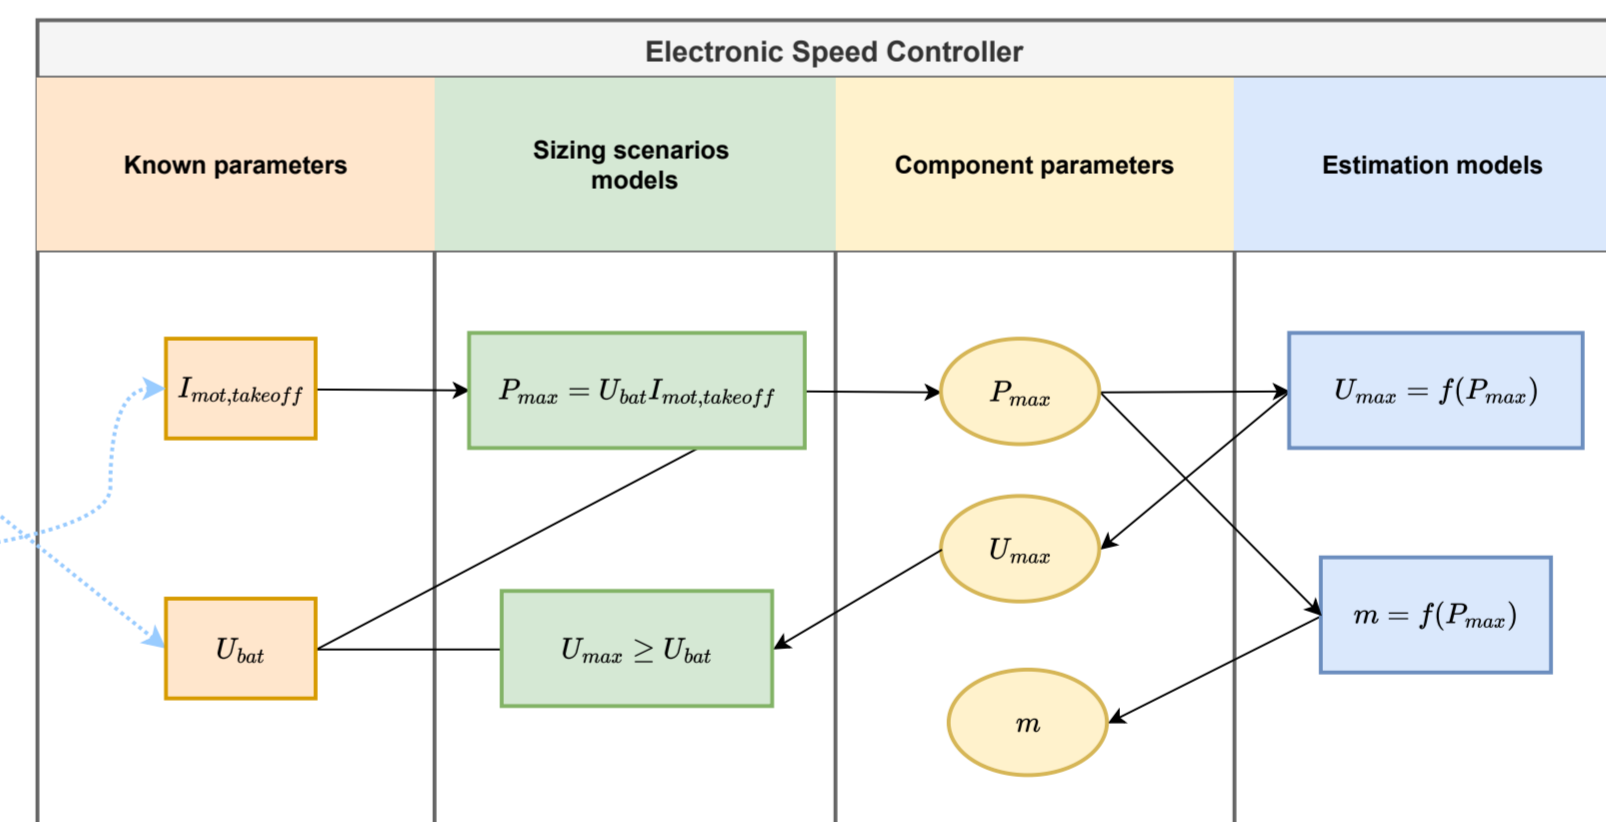 Electronic Speed Controller
Known parameters
Sizing scenarios
models
Component parameters
Estimation models
I_{mot,takeoff}
P_{max} = U_{bat}I_{mot,takeoff}
P_{max}
U_{max} = f(P_{max})
U_{max}
U_{bat}
U_{max} ≥ U_{bat}
m = f(P_{max})
m